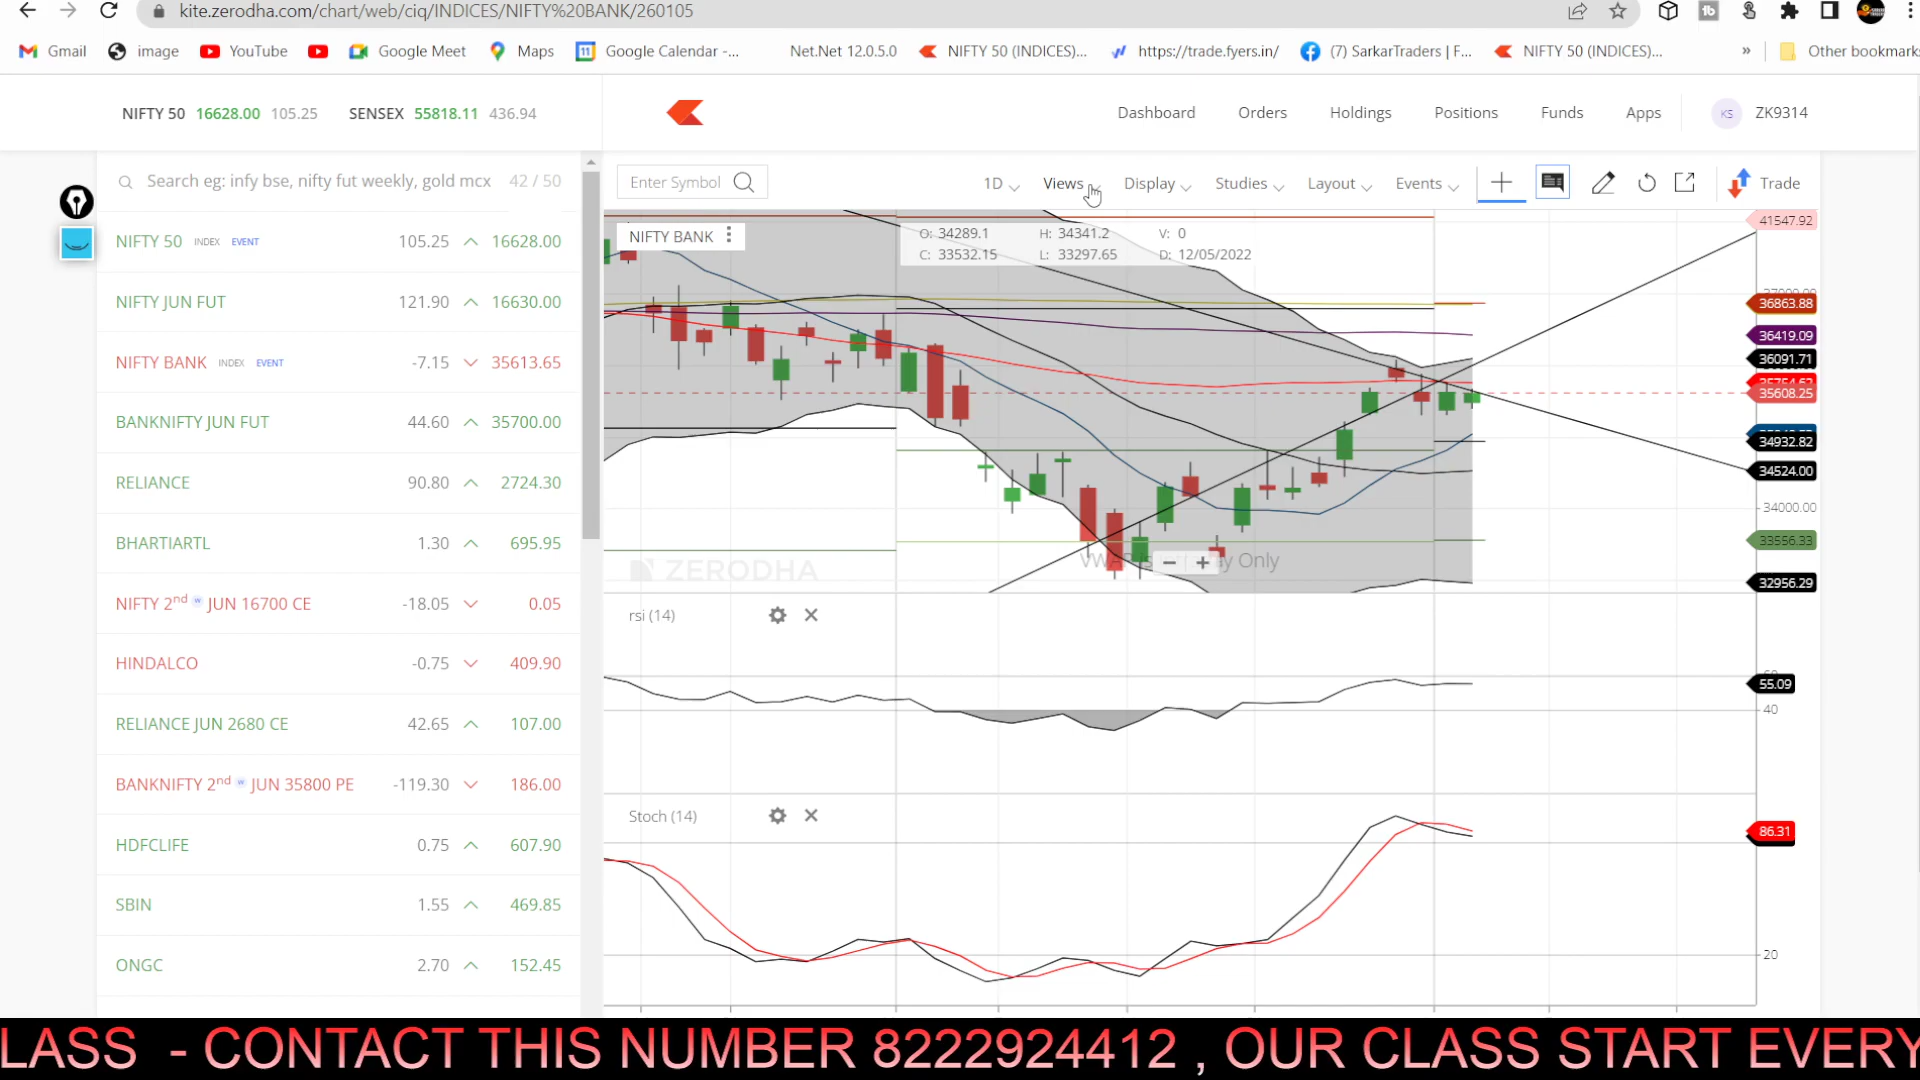 kite.zerodha.com/chart/web/ciq/INDICES/NIFTY%20BANK/260105
Gmail image YouTube Google Meet Maps Google Calendar -... Net.Net 12.0.5.0 NIFTY 50 (INDICES)... https://trade.fyers.in/ (7) SarkarTraders | F... NIFTY 50 (INDICES)... » Other bookmarks
NIFTY 50 16628.00 105.25 SENSEX 55818.11 436.94
Dashboard Orders Holdings Positions Funds Apps KS ZK9314
Search eg: infy bse, nifty fut weekly, gold mcx 42 / 50
Enter Symbol 1D Views Display Studies Layout Events Trade
NIFTY 50 INDEX EVENT 105.25 16628.00
NIFTY JUN FUT 121.90 16630.00
NIFTY BANK INDEX EVENT -7.15 35613.65
BANKNIFTY JUN FUT 44.60 35700.00
RELIANCE 90.80 2724.30
BHARTIARTL 1.30 695.95
NIFTY 2nd w JUN 16700 CE -18.05 0.05
HINDALCO -0.75 409.90
RELIANCE JUN 2680 CE 42.65 107.00
BANKNIFTY 2nd w JUN 35800 PE -119.30 186.00
HDFCLIFE 0.75 607.90
SBIN 1.55 469.85
ONGC 2.70 152.45
NIFTY BANK
O: 34289.1 H: 34341.2 V: 0
C: 33532.15 L: 33297.65 D: 12/05/2022
41547.92
36863.88
36419.09
36091.71
35608.25
34932.82
34524.00
34000.00
33556.33
32956.29
ZERODHA
rsi (14)
55.09
40
Stoch (14)
86.31
20
LASS - CONTACT THIS NUMBER 8222924412 , OUR CLASS START EVERY